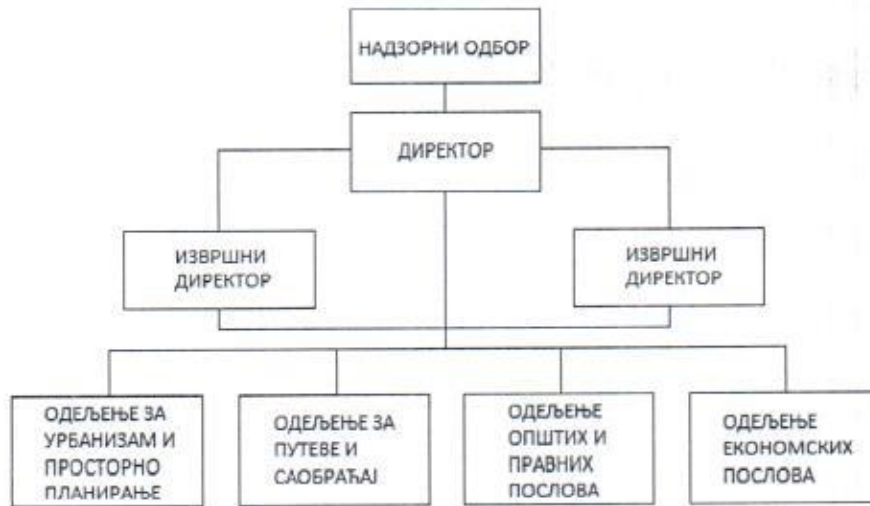 НАДЗОРНИ ОДБОР
ДИРЕКТОР
ИЗВРШНИ
ДИРЕКТОР
ИЗВРШНИ
ДИРЕКТОР
ОДЕЉЕЊЕ ЗА
УРБАНИЗАМ И
ПРОСТОРНО
ПЛАНИРАЊЕ
ОДЕЉЕЊЕ ЗА
ПУТЕВЕ И
САОБРАЋАЈ
ОДЕЉЕЊЕ
ОПШТИХ И
ПРАВНИХ
ПОСЛОВА
ОДЕЉЕЊЕ
ЕКОНОМСКИХ
ПОСЛОВА